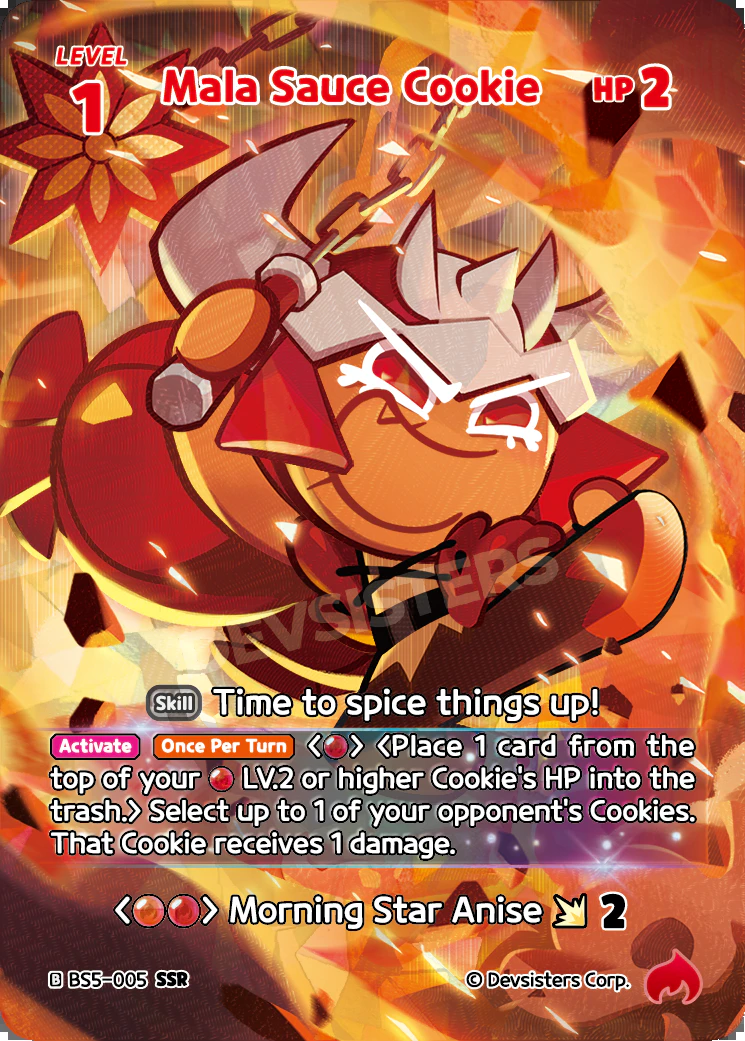 LEVEL
1
Mala Sauce Cookie
HP 2
DEVSISTERS
Skill Time to spice things up!
Activate Once Per Turn < > <Place 1 card from the
top of your LV.2 or higher Cookie's HP into the
trash.> Select up to 1 of your opponent's Cookies.
That Cookie receives 1 damage.
< > Morning Star Anise 2
B BS5-005 SSR
© Devsisters Corp.